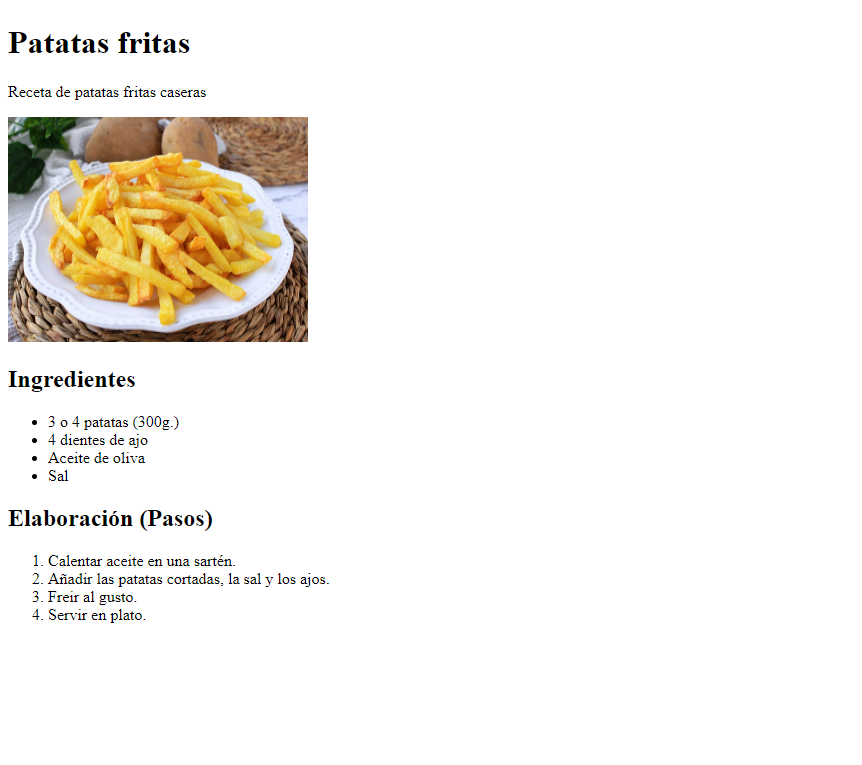 Patatas fritas
Receta de patatas fritas caseras
Ingredientes
• 3 o 4 patatas (300g.)
• 4 dientes de ajo
• Aceite de oliva
• Sal
Elaboración (Pasos)
1. Calentar aceite en una sartén.
2. Añadir las patatas cortadas, la sal y los ajos.
3. Freir al gusto.
4. Servir en plato.